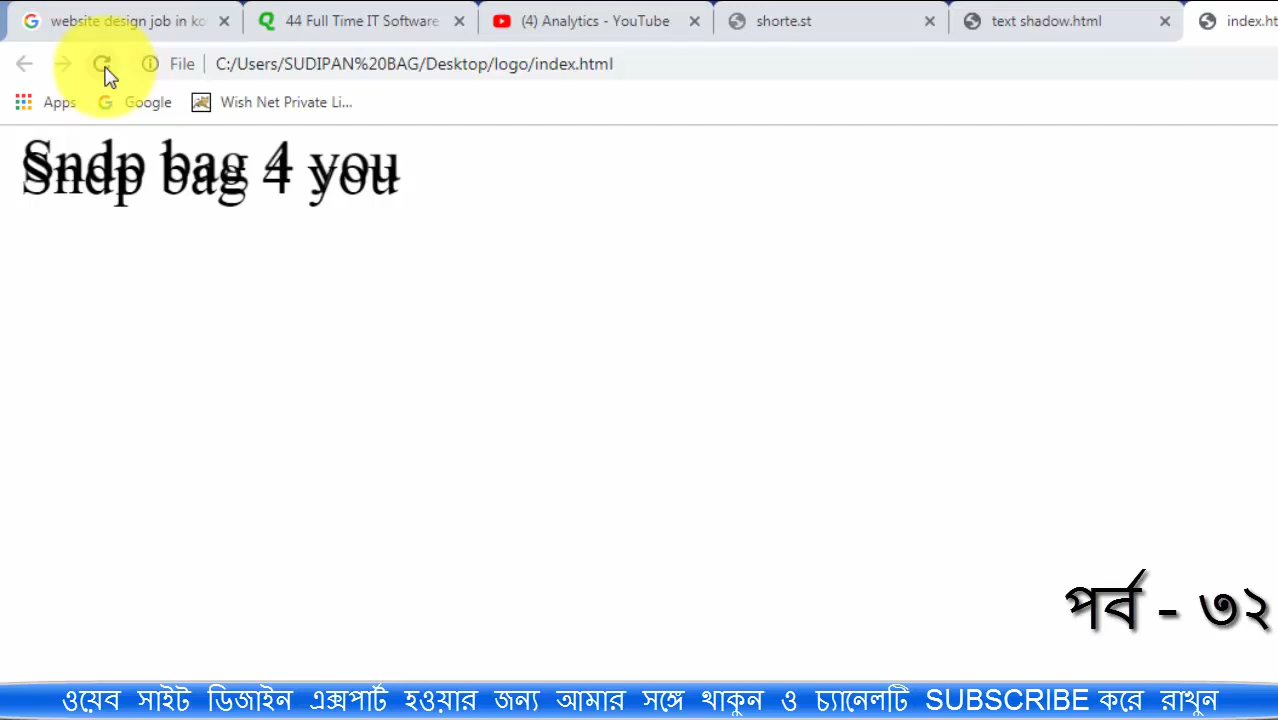 website design job in ko
44 Full Time IT Software
(4) Analytics - YouTube
shorte.st
text shadow.html
index.ht
File
C:/Users/SUDIPAN%20BAG/Desktop/logo/index.html
Apps
Google
Wish Net Private Li...
Sndp bag 4 you
পর্ব - ৩২
ওয়েব সাইট ডিজাইন এক্সপার্ট হওয়ার জন্য আমার সঙ্গে থাকুন ও চ্যানেলটি SUBSCRIBE করে রাখুন